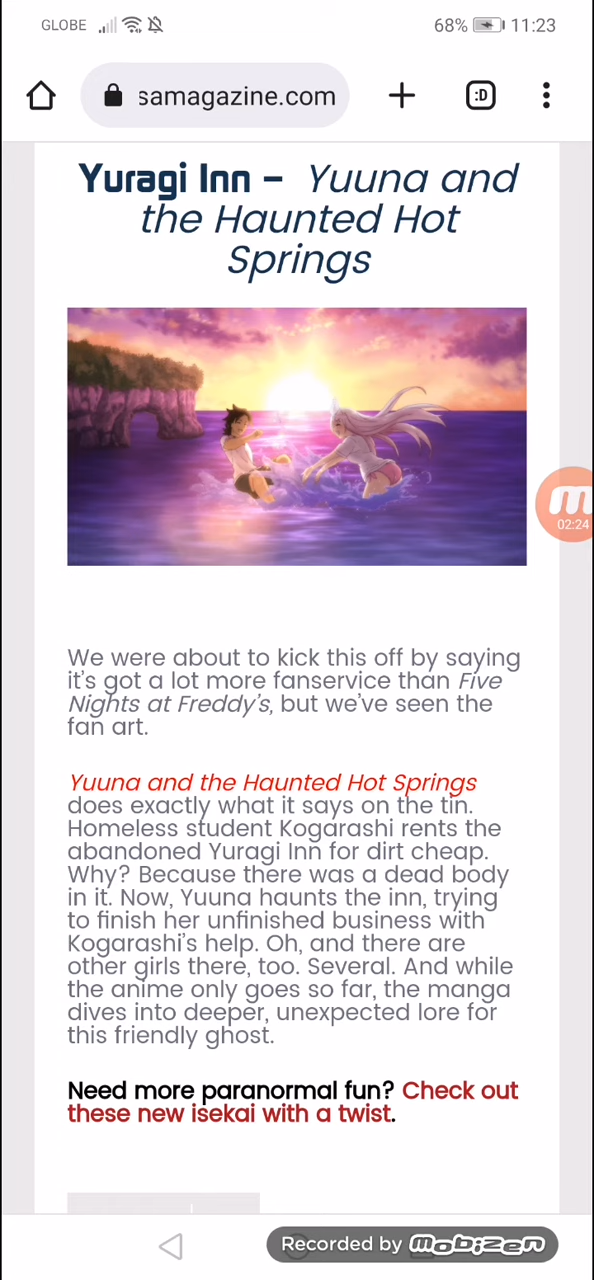 GLOBE 68% 11:23
samagazine.com :D
Yuragi Inn – Yuuna and
the Haunted Hot
Springs
02:24
We were about to kick this off by saying
it's got a lot more fanservice than Five
Nights at Freddy's, but we've seen the
fan art.
Yuuna and the Haunted Hot Springs
does exactly what it says on the tin.
Homeless student Kogarashi rents the
abandoned Yuragi Inn for dirt cheap.
Why? Because there was a dead body
in it. Now, Yuuna haunts the inn, trying
to finish her unfinished business with
Kogarashi's help. Oh, and there are
other girls there, too. Several. And while
the anime only goes so far, the manga
dives into deeper, unexpected lore for
this friendly ghost.
Need more paranormal fun? Check out
these new isekai with a twist.
Recorded by mobizen